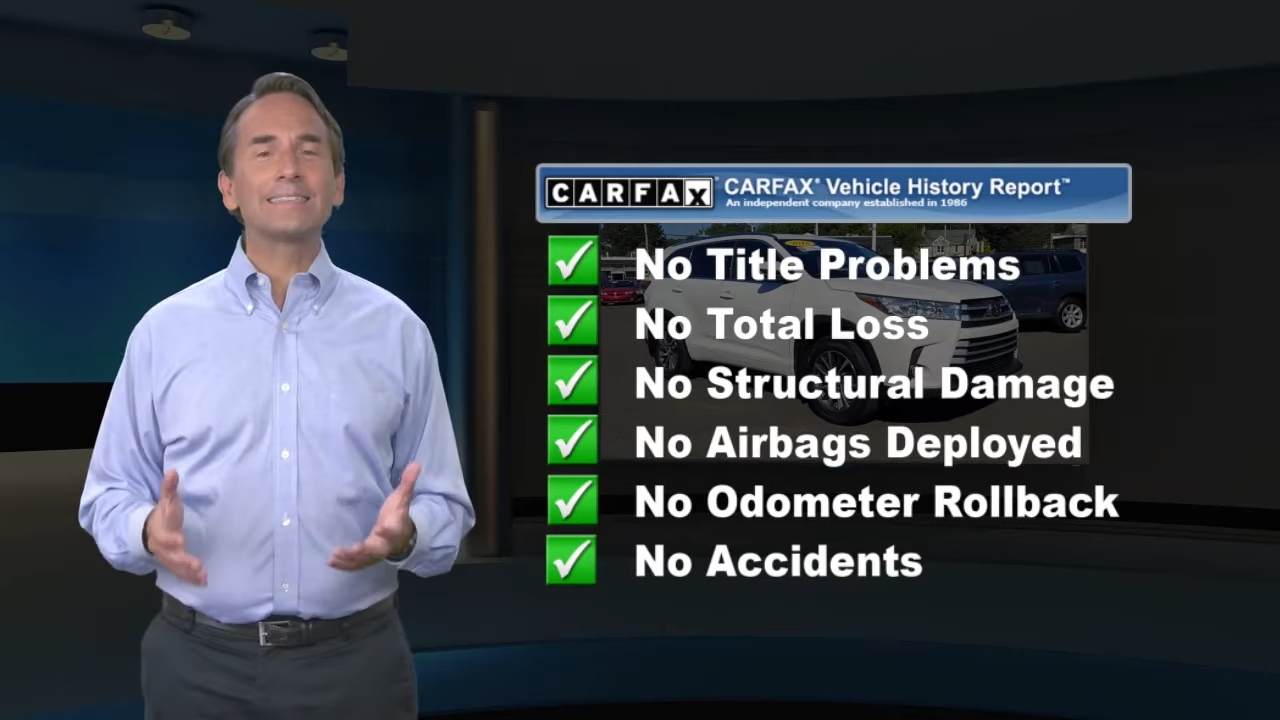 CARFAX® CARFAX® Vehicle History Report™
An independent company established in 1986
No Title Problems
No Total Loss
No Structural Damage
No Airbags Deployed
No Odometer Rollback
No Accidents